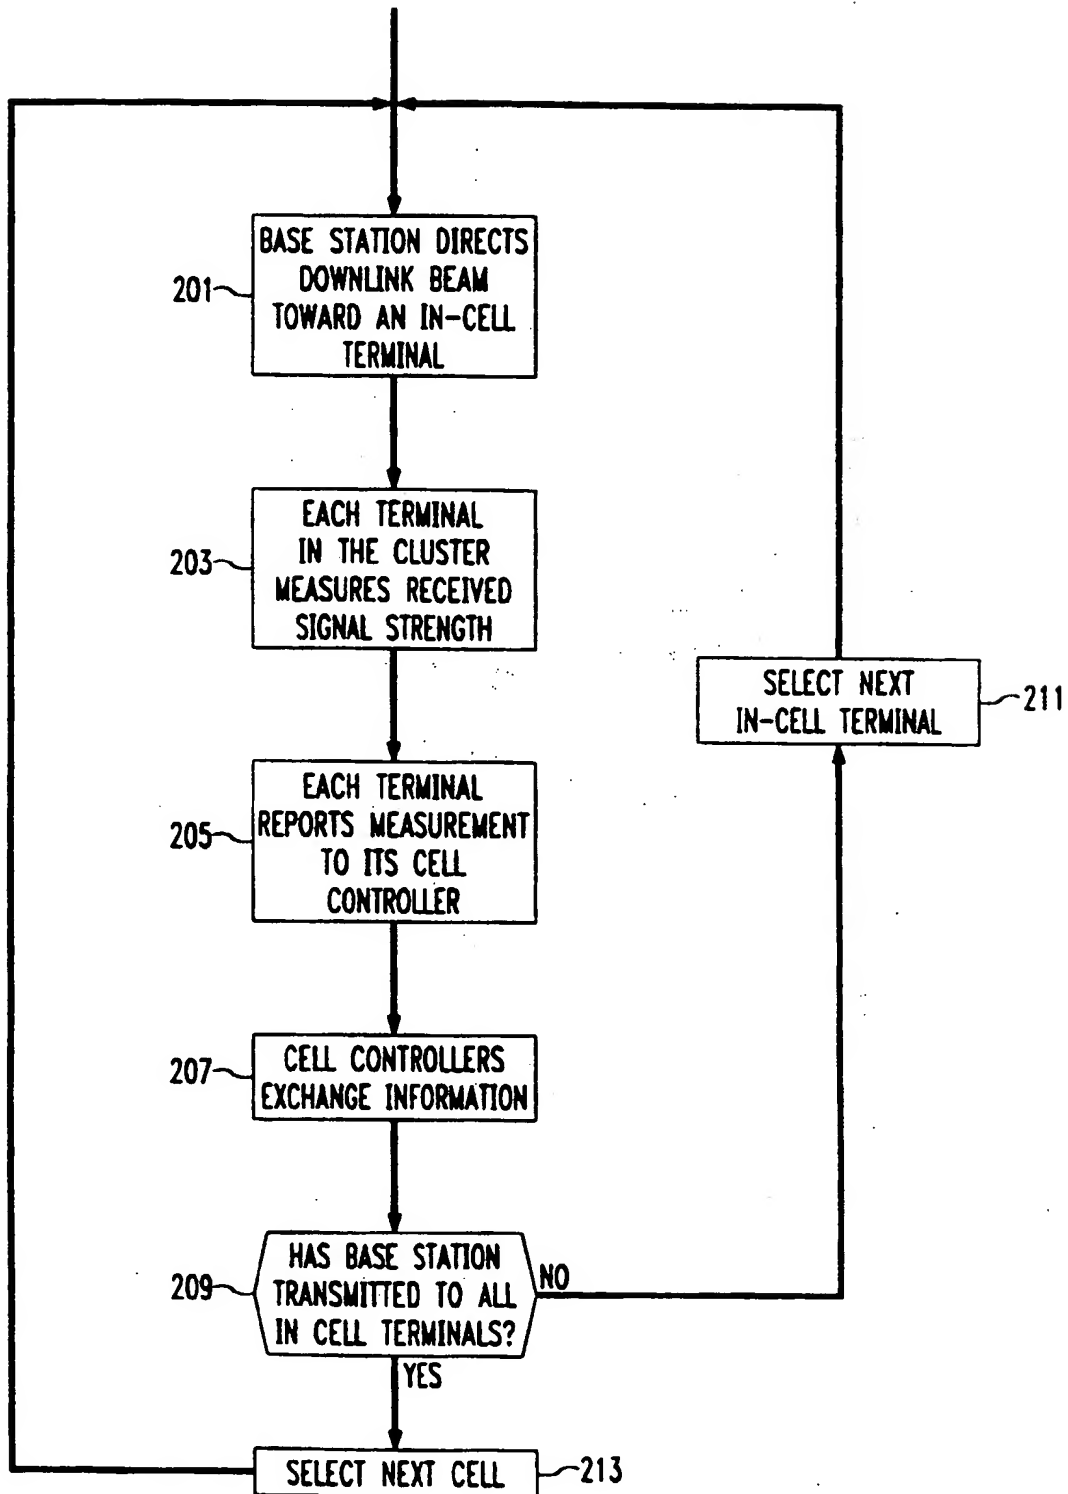 BASE STATION DIRECTS
DOWNLINK BEAM
TOWARD AN IN-CELL
TERMINAL
201
EACH TERMINAL
IN THE CLUSTER
MEASURES RECEIVED
SIGNAL STRENGTH
203
SELECT NEXT
IN-CELL TERMINAL
211
EACH TERMINAL
REPORTS MEASUREMENT
TO ITS CELL
CONTROLLER
205
CELL CONTROLLERS
EXCHANGE INFORMATION
207
HAS BASE STATION
TRANSMITTED TO ALL
IN CELL TERMINALS?
209
NO
YES
SELECT NEXT CELL
213